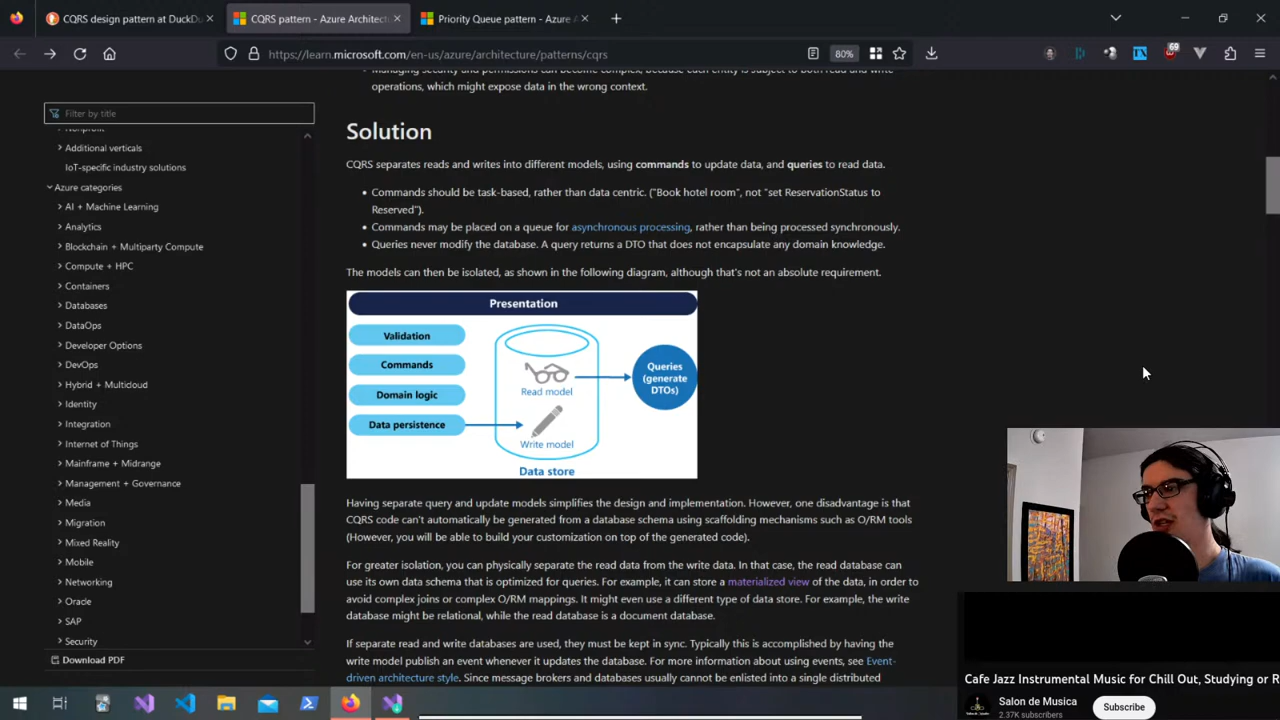 CQRS design pattern at DuckDu
CQRS pattern - Azure Architect
Priority Queue pattern - Azure A
https://learn.microsoft.com/en-us/azure/architecture/patterns/cqrs
80%
69
Filter by title
Nonprofit
Additional verticals
IoT-specific industry solutions
Azure categories
AI + Machine Learning
Analytics
Blockchain + Multiparty Compute
Compute + HPC
Containers
Databases
DataOps
Developer Options
DevOps
Hybrid + Multicloud
Identity
Integration
Internet of Things
Mainframe + Midrange
Management + Governance
Media
Migration
Mixed Reality
Mobile
Networking
Oracle
SAP
Security
Download PDF
Managing security and permissions can become complex, because each entity is subject to both read and write
operations, which might expose data in the wrong context.
Solution
CQRS separates reads and writes into different models, using commands to update data, and queries to read data.
Commands should be task-based, rather than data centric. ("Book hotel room", not "set ReservationStatus to
Reserved").
Commands may be placed on a queue for asynchronous processing, rather than being processed synchronously.
Queries never modify the database. A query returns a DTO that does not encapsulate any domain knowledge.
The models can then be isolated, as shown in the following diagram, although that's not an absolute requirement.
Presentation
Validation
Commands
Domain logic
Data persistence
Read model
Write model
Data store
Queries
(generate
DTOs)
Having separate query and update models simplifies the design and implementation. However, one disadvantage is that
CQRS code can't automatically be generated from a database schema using scaffolding mechanisms such as O/RM tools
(However, you will be able to build your customization on top of the generated code).
For greater isolation, you can physically separate the read data from the write data. In that case, the read database can
use its own data schema that is optimized for queries. For example, it can store a materialized view of the data, in order to
avoid complex joins or complex O/RM mappings. It might even use a different type of data store. For example, the write
database might be relational, while the read database is a document database.
If separate read and write databases are used, they must be kept in sync. Typically this is accomplished by having the
write model publish an event whenever it updates the database. For more information about using events, see Event-
driven architecture style. Since message brokers and databases usually cannot be enlisted into a single distributed
Cafe Jazz Instrumental Music for Chill Out, Studying or R
Salon de Musica
2.37K subscribers
Subscribe